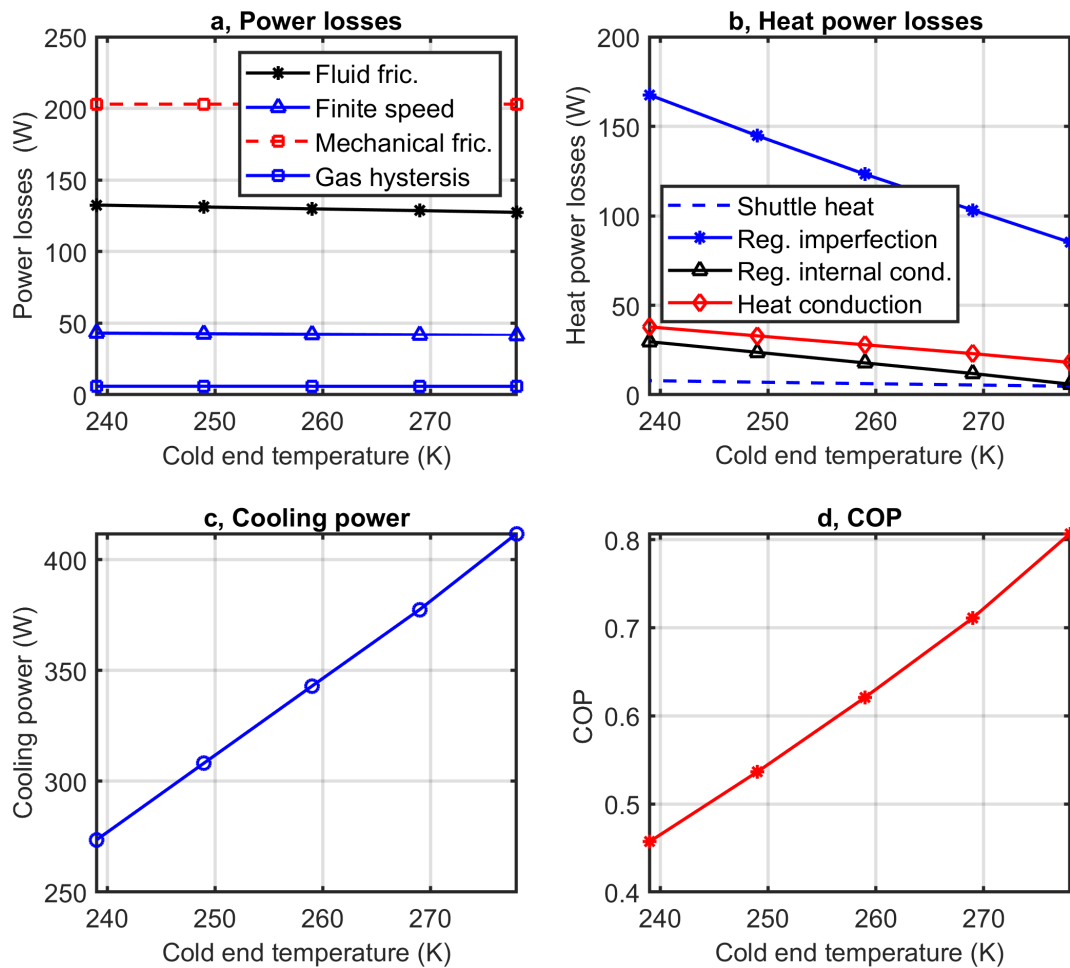 a, Power losses
250
200
150
100
50
0
Power losses (W)
Fluid fric.
Finite speed
Mechanical fric.
Gas hystersis
240
250
260
270
Cold end temperature (K)
b, Heat power losses
200
150
100
50
0
Heat power losses (W)
Shuttle heat
Reg. imperfection
Reg. internal cond.
Heat conduction
240
250
260
270
Cold end temperature (K)
c, Cooling power
400
350
300
250
Cooling power (W)
240
250
260
270
Cold end temperature (K)
d, COP
0.8
0.7
0.6
0.5
0.4
COP
240
250
260
270
Cold end temperature (K)